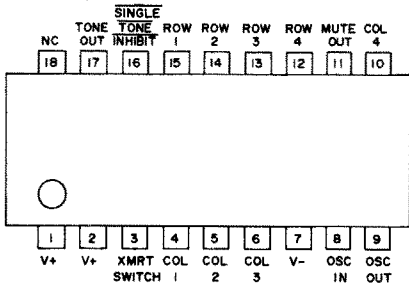 SINGLE
TONE TONE ROW ROW ROW ROW MUTE COL
NC OUT INHIBIT 1 2 3 4 OUT 4
18 17 16 15 14 13 12 11 10
1 2 3 4 5 6 7 8 9
V+ V+ XMRT COL COL COL V- OSC OSC
SWITCH 1 2 3 IN OUT